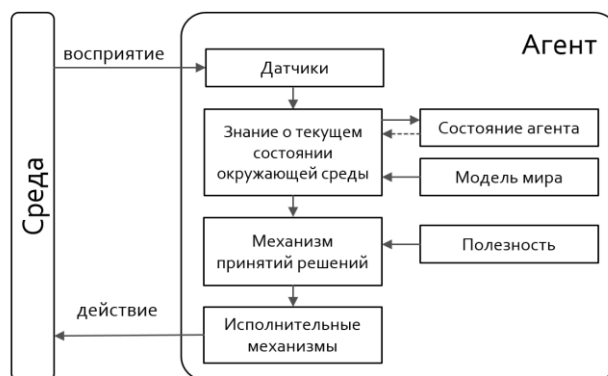 Агент
восприятие
Датчики
Среда
Знание о текущем
состоянии
окружающей среды
Состояние агента
Модель мира
Механизм
принятий решений
Полезность
действие
Исполнительные
механизмы